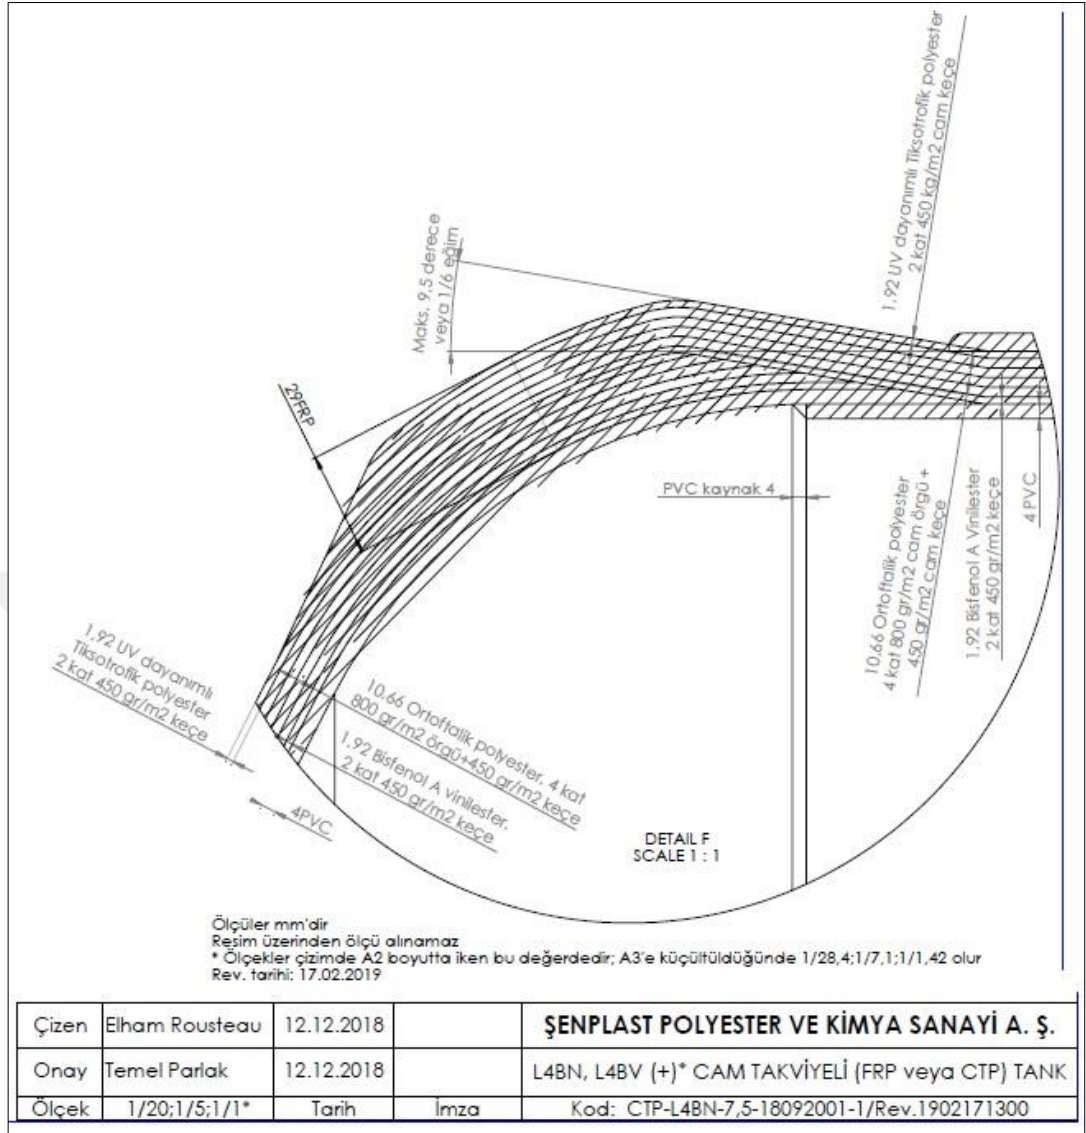 1,92 UV dayanımlı Tiksotrofik polyester
2 kat 450 kg/m2 cam keçe
Maks. 9,5 derece
veya 1/6 eğim
29FRP
PVC kaynak 4
10,66 Ortoftalik polyester
4 kat 800 gr/m2 cam örgü +
450 gr/m2 cam keçe
1,92 Bisfenol A Vinilester
2 kat 450 gr/m2 keçe
4 PVC
1,92 UV dayanımlı
Tiksotrofik polyester
2 kat 450 gr/m2 keçe
10,66 Ortoftalik polyester, 4 kat
800 gr/m2 örgü+450 gr/m2 keçe
1,92 Bisfenol A vinilester,
2 kat 450 gr/m2 keçe
4PVC
DETAIL F
SCALE 1 : 1
Ölçüler mm'dir
Resim üzerinden ölçü alınamaz
* Ölçekler çizimde A2 boyutta iken bu değerdedir; A3'e küçültüldüğünde 1/28,4;1/7,1;1/1,42 olur
Rev. tarihi: 17.02.2019
Çizen Elham Rousteau 12.12.2018 ŞENPLAST POLYESTER VE KİMYA SANAYİ A. Ş.
Onay Temel Parlak 12.12.2018 L4BN, L4BV (+)* CAM TAKVİYELİ (FRP veya CTP) TANK
Ölçek 1/20;1/5;1/1* Tarih İmza Kod: CTP-L4BN-7,5-18092001-1/Rev.1902171300